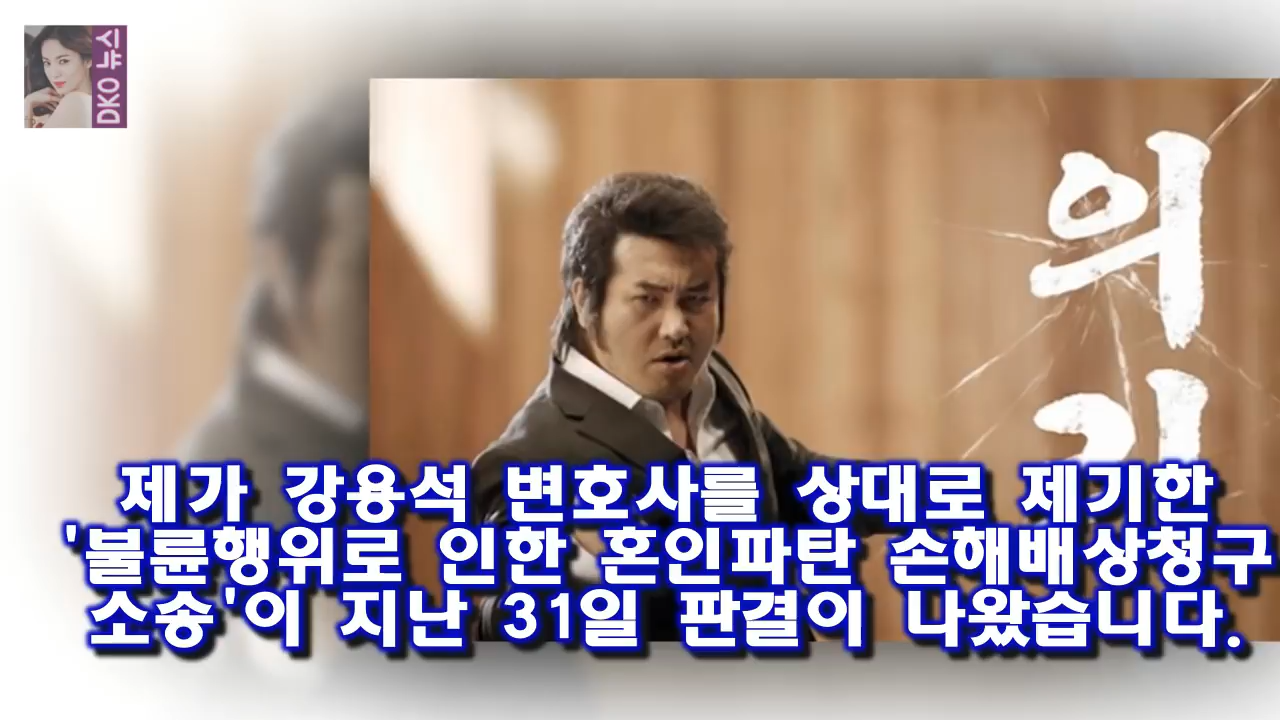 DKO 뉴스
의
제가 강용석 변호사를 상대로 제기한
'불륜행위로 인한 혼인파탄 손해배상청구
소송'이 지난 31일 판결이 나왔습니다.